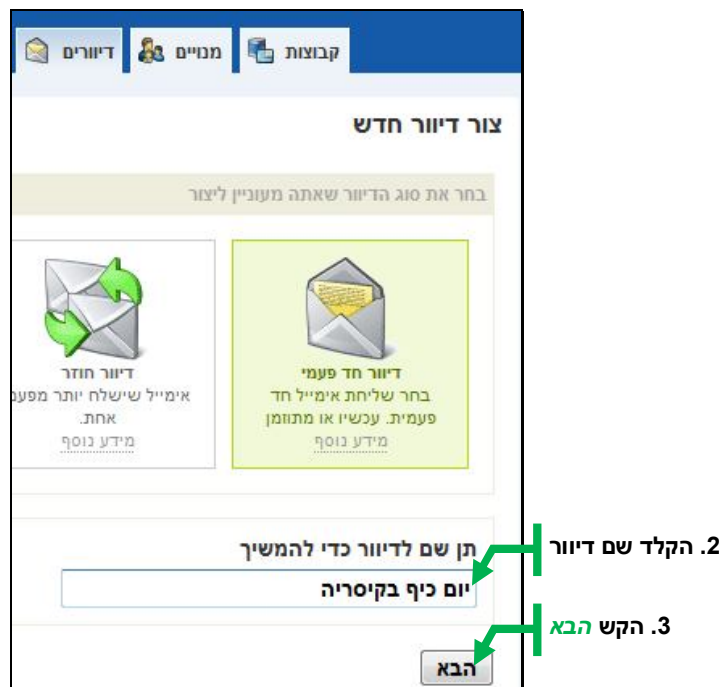 קבוצות מנויים דיוורים
צור דיוור חדש
בחר את סוג הדיוור שאתה מעוניין ליצור
דיוור חד פעמי
בחר שליחת אימייל חד
פעמית. עכשיו או מתוזמן
מידע נוסף
דיוור חוזר
אימייל שישלח יותר מפעם
אחת.
מידע נוסף
תן שם לדיוור כדי להמשיך
יום כיף בקיסריה
הבא
2. הקלד שם דיוור
3. הקש הבא